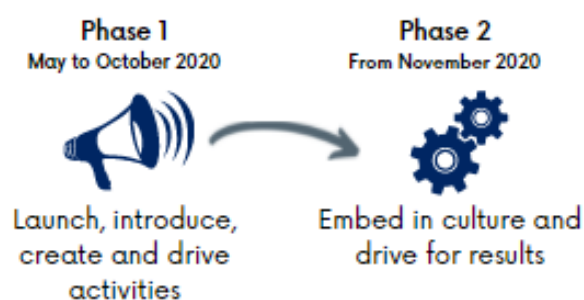 Phase 1
May to October 2020
Launch, introduce,
create and drive
activities
Phase 2
From November 2020
Embed in culture and
drive for results